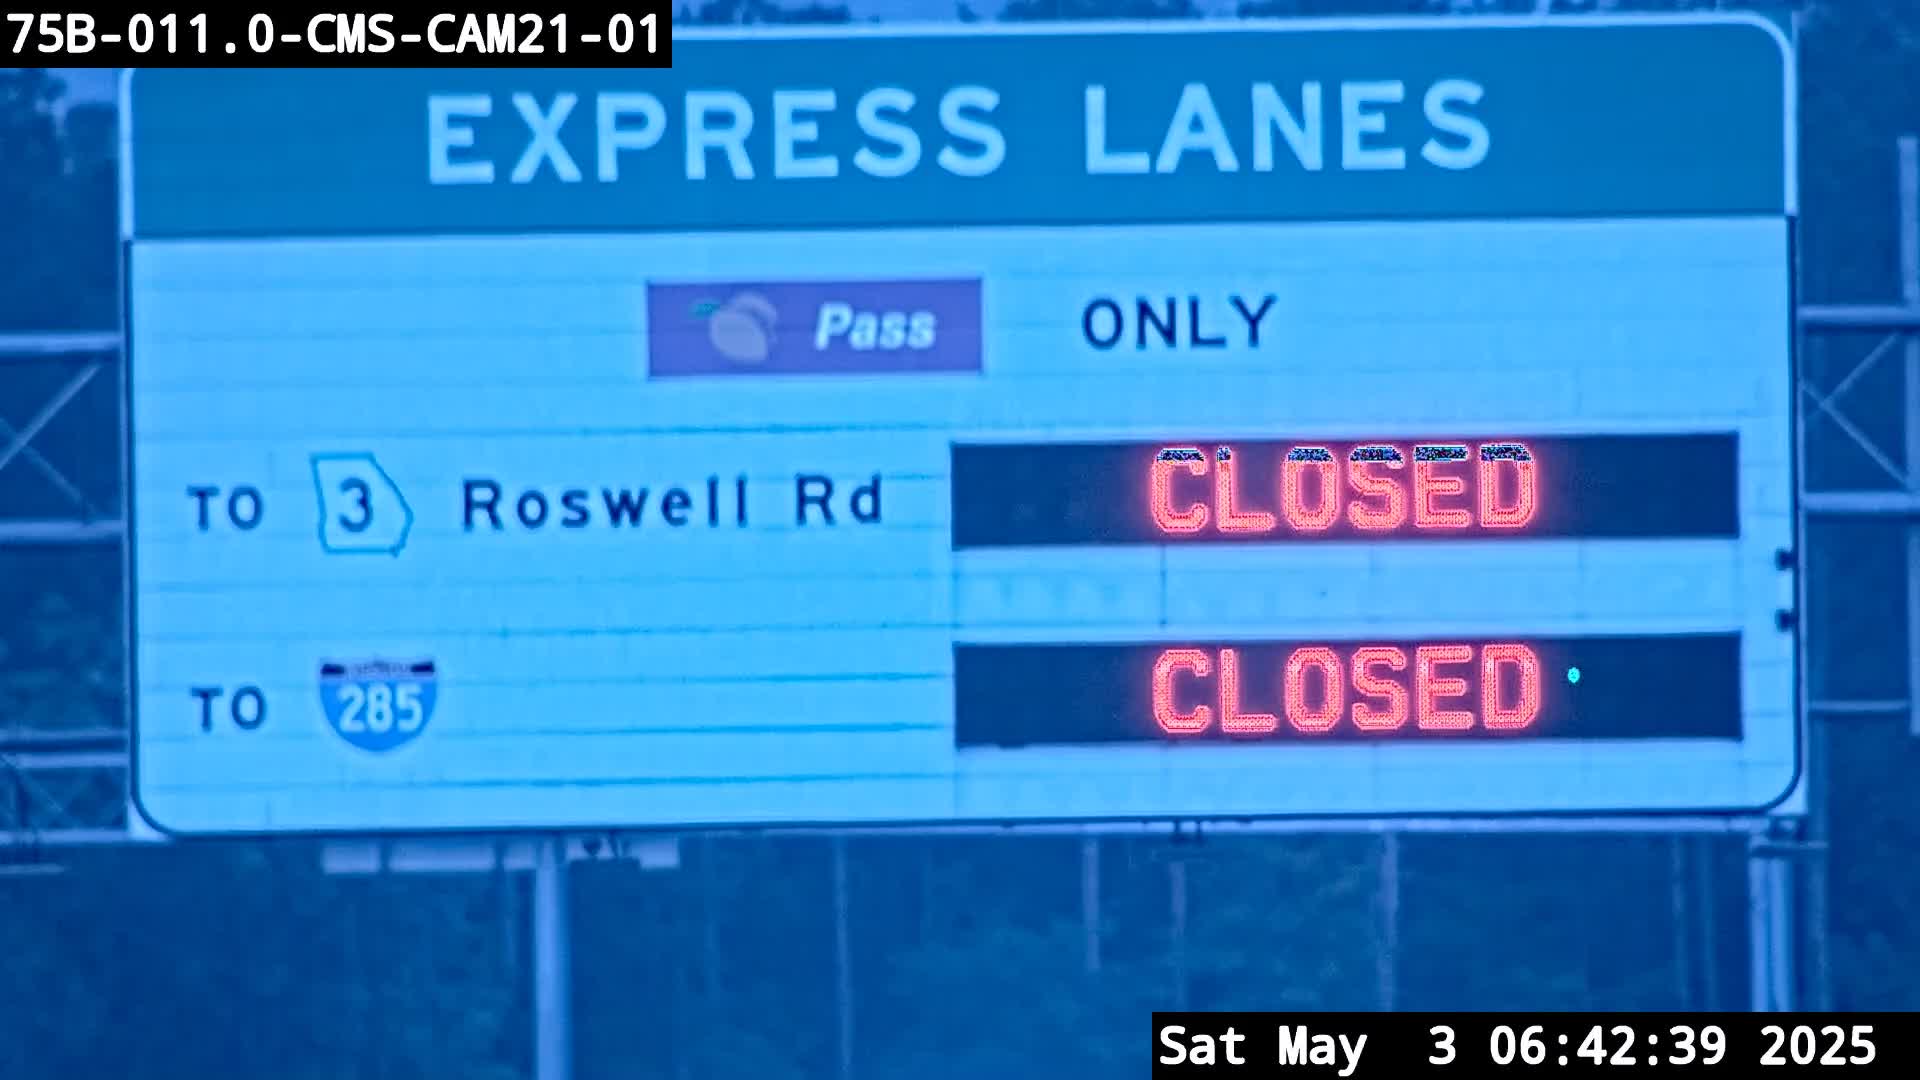 75B-011.0-CMS-CAM21-01
EXPRESS LANES
Pass ONLY
TO 3 Roswell Rd CLOSED
TO 285 CLOSED
Sat May 3 06:42:39 2025